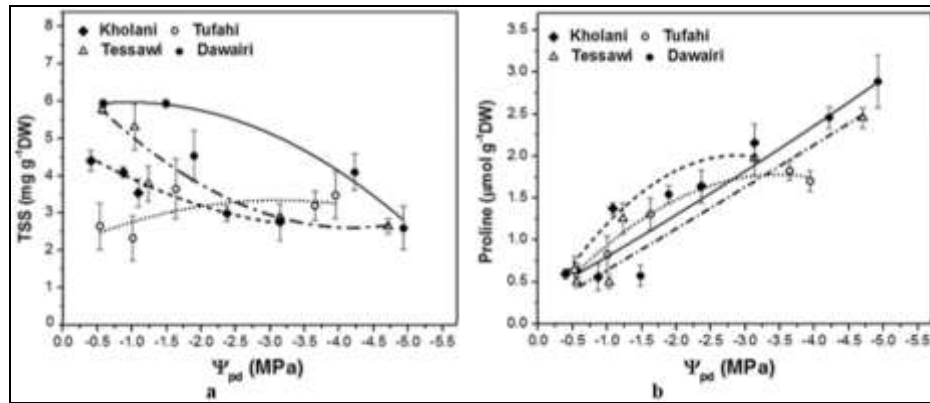 ◆ Kholani ○ Tufahi
△ Tessawi ● Dawairi
TSS (mg g⁻¹DW)
8
7
6
5
4
3
2
1
0
0.0 -0.5 -1.0 -1.5 -2.0 -2.5 -3.0 -3.5 -4.0 -4.5 -5.0
Ψpd (MPa)
a
◆ Kholani ○ Tufahi
△ Tessawi ● Dawairi
Proline (μmol g⁻¹DW)
3.5
3.0
2.5
2.0
1.5
1.0
0.5
0.0
0.0 -0.5 -1.0 -1.5 -2.0 -2.5 -3.0 -3.5 -4.0 -4.5 -5.0
Ψpd (MPa)
b